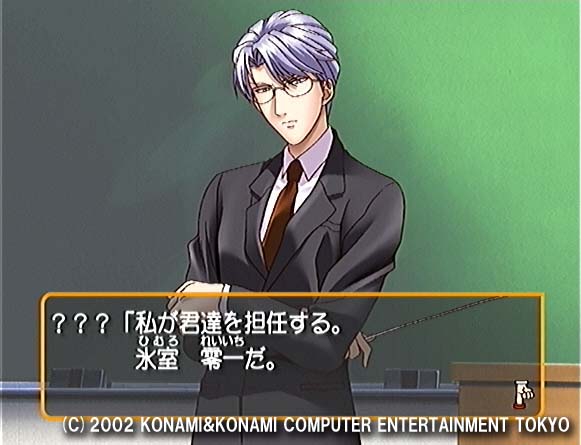 ？？？「私が君達を担任する。
ひむろ れいいち
氷室 零一だ。
(C) 2002 KONAMI&KONAMI COMPUTER ENTERTAINMENT TOKYO